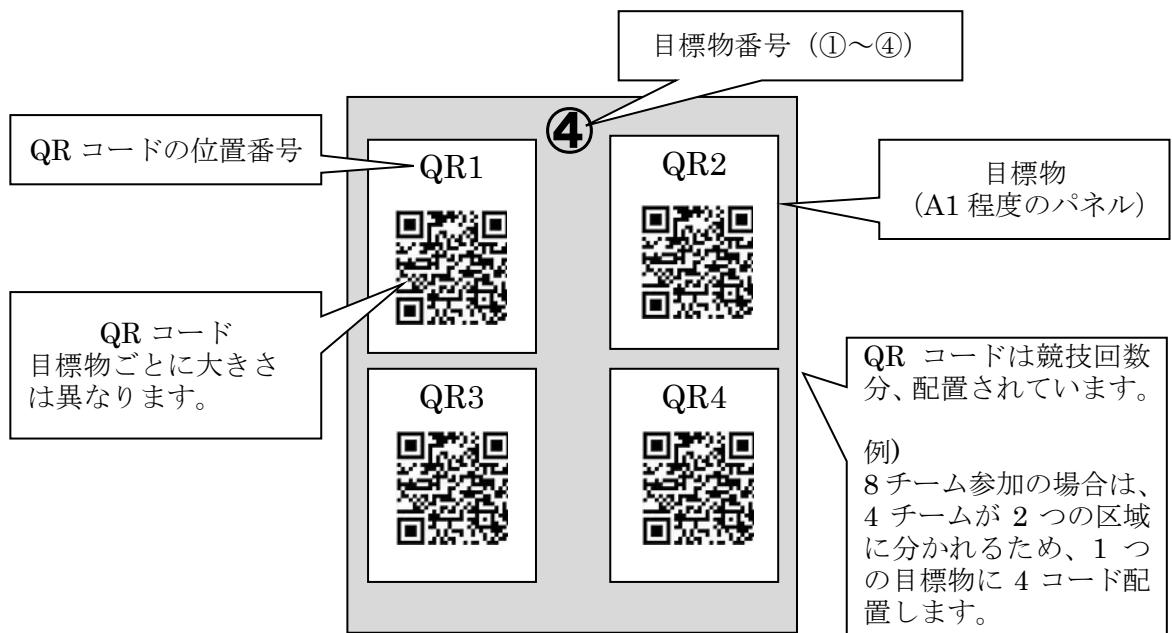 目標物番号（①～④）
④
QR コードの位置番号
QR1
QR2
目標物
（A1 程度のパネル）
QR コード
目標物ごとに大きさ
は異なります。
QR3
QR4
QR コードは競技回数
分、配置されています。
例)
8 チーム参加の場合は、
4 チームが 2 つの区域
に分かれるため、1 つ
の目標物に 4 コード配
置します。